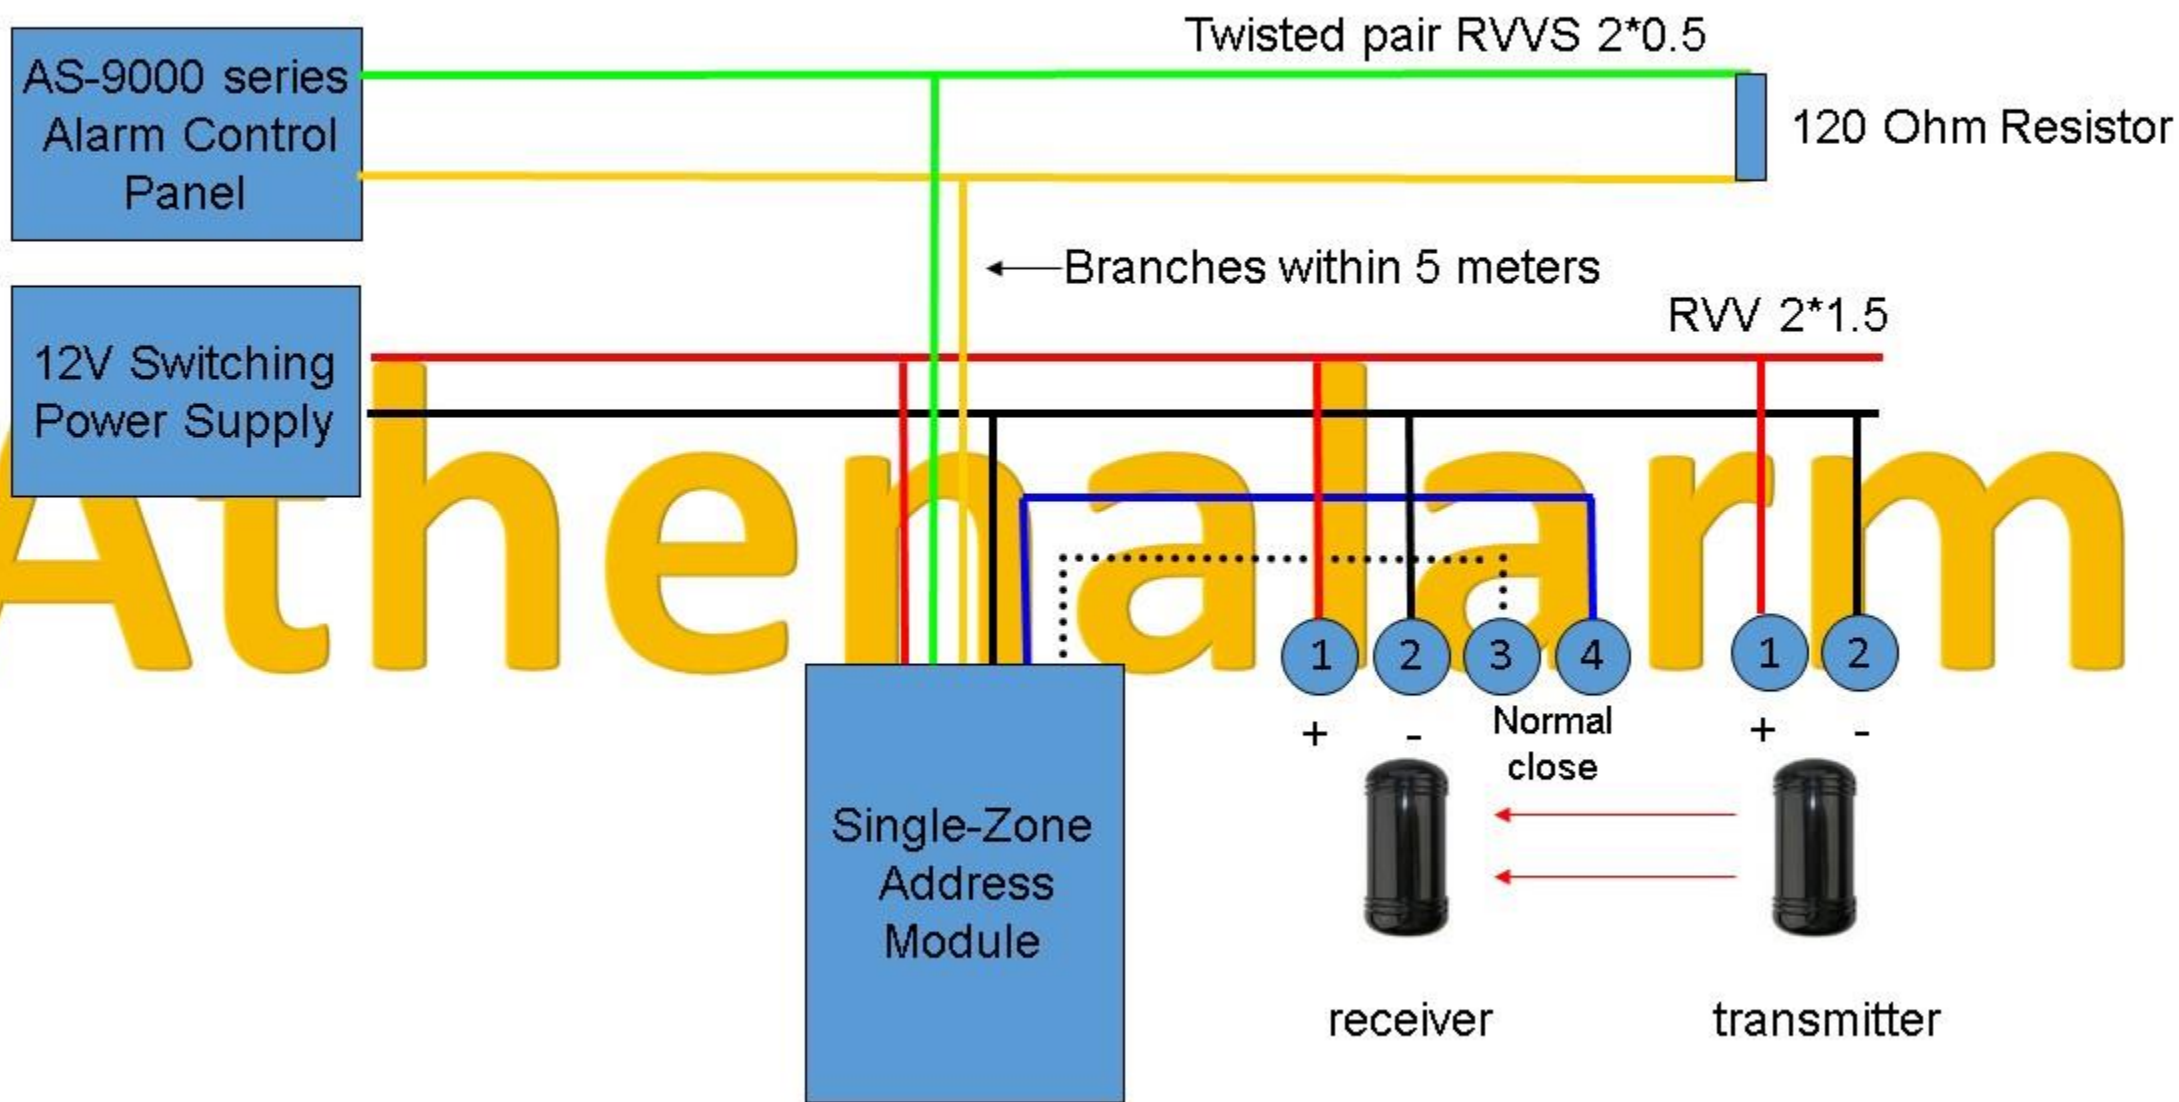 Twisted pair RVVS 2*0.5
AS-9000 series
Alarm Control
Panel
120 Ohm Resistor
Branches within 5 meters
RVV 2*1.5
12V Switching
Power Supply
Athenalarm
1 2 3 4 1 2
+ - Normal + -
close
Single-Zone
Address
Module
receiver transmitter